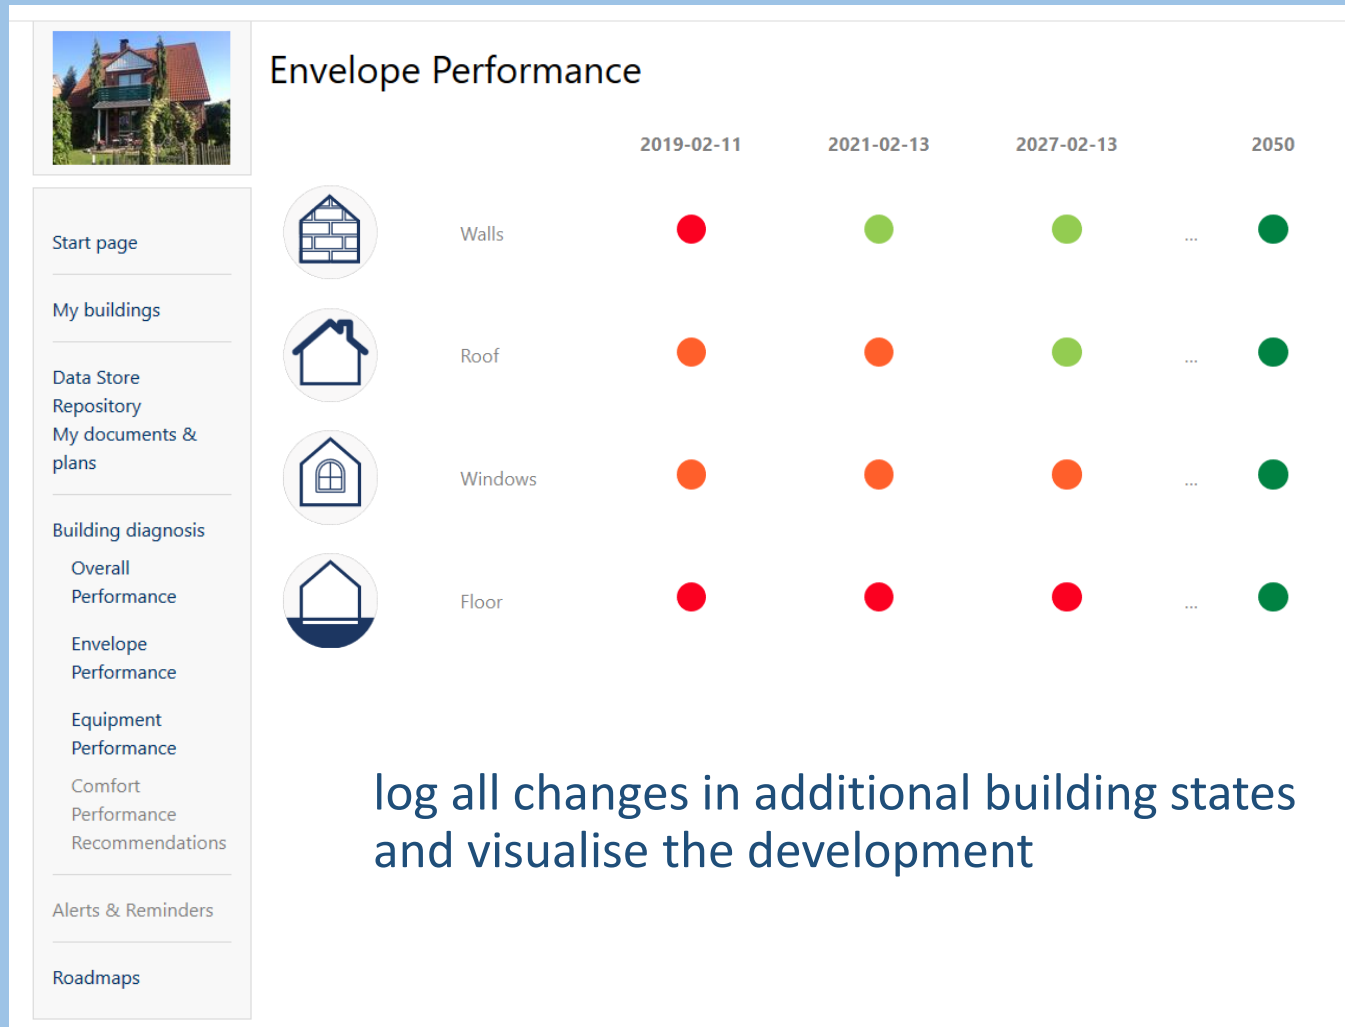 Envelope Performance
2019-02-11 2021-02-13 2027-02-13 2050
Walls ...
Roof ...
Windows ...
Floor ...
Start page
My buildings
Data Store
Repository
My documents &
plans
Building diagnosis
Overall
Performance
Envelope
Performance
Equipment
Performance
Comfort
Performance
Recommendations
Alerts & Reminders
Roadmaps
log all changes in additional building states
and visualise the development